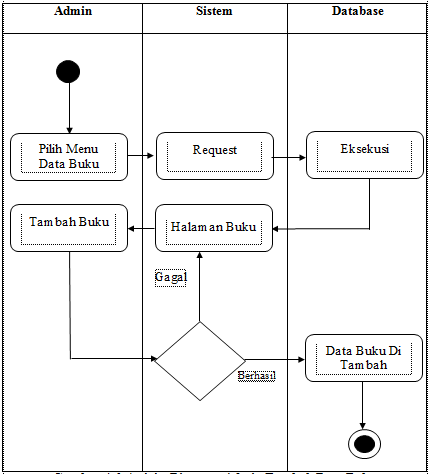 Admin
Sistem
Database
Pilih Menu
Data Buku
Request
Eksekusi
Tambah Buku
Halaman Buku
Gagal
Berhasil
Data Buku Di
Tambah